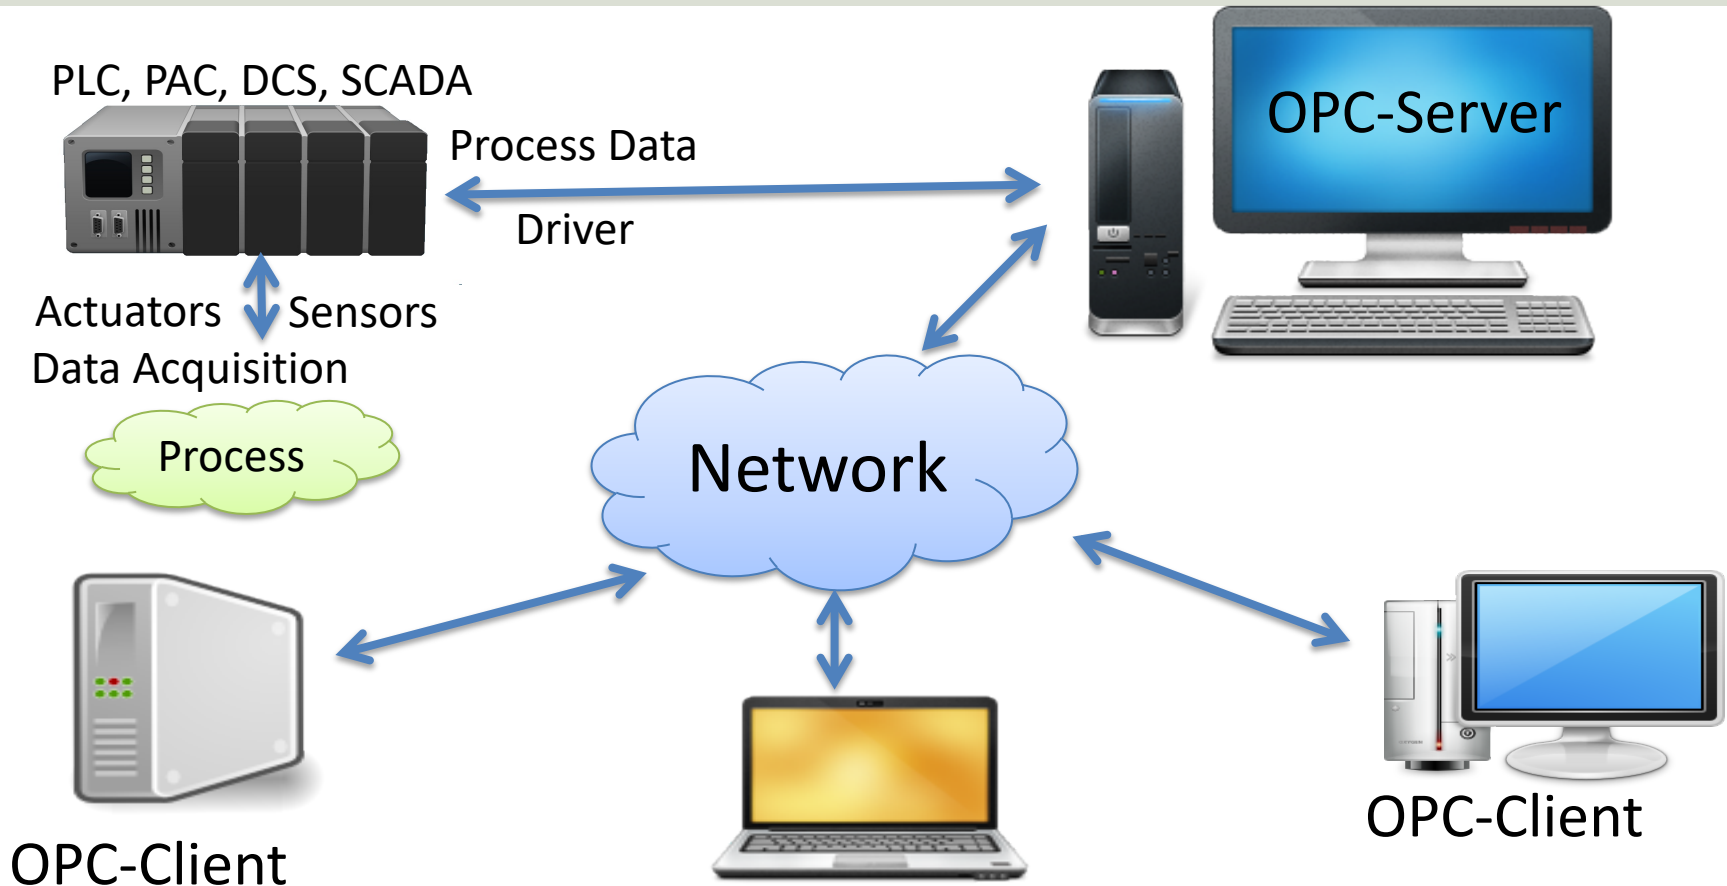 PLC, PAC, DCS, SCADA
OPC-Server
Process Data
Driver
Actuators
Sensors
Data Acquisition
Process
Network
OPC-Client
OPC-Client